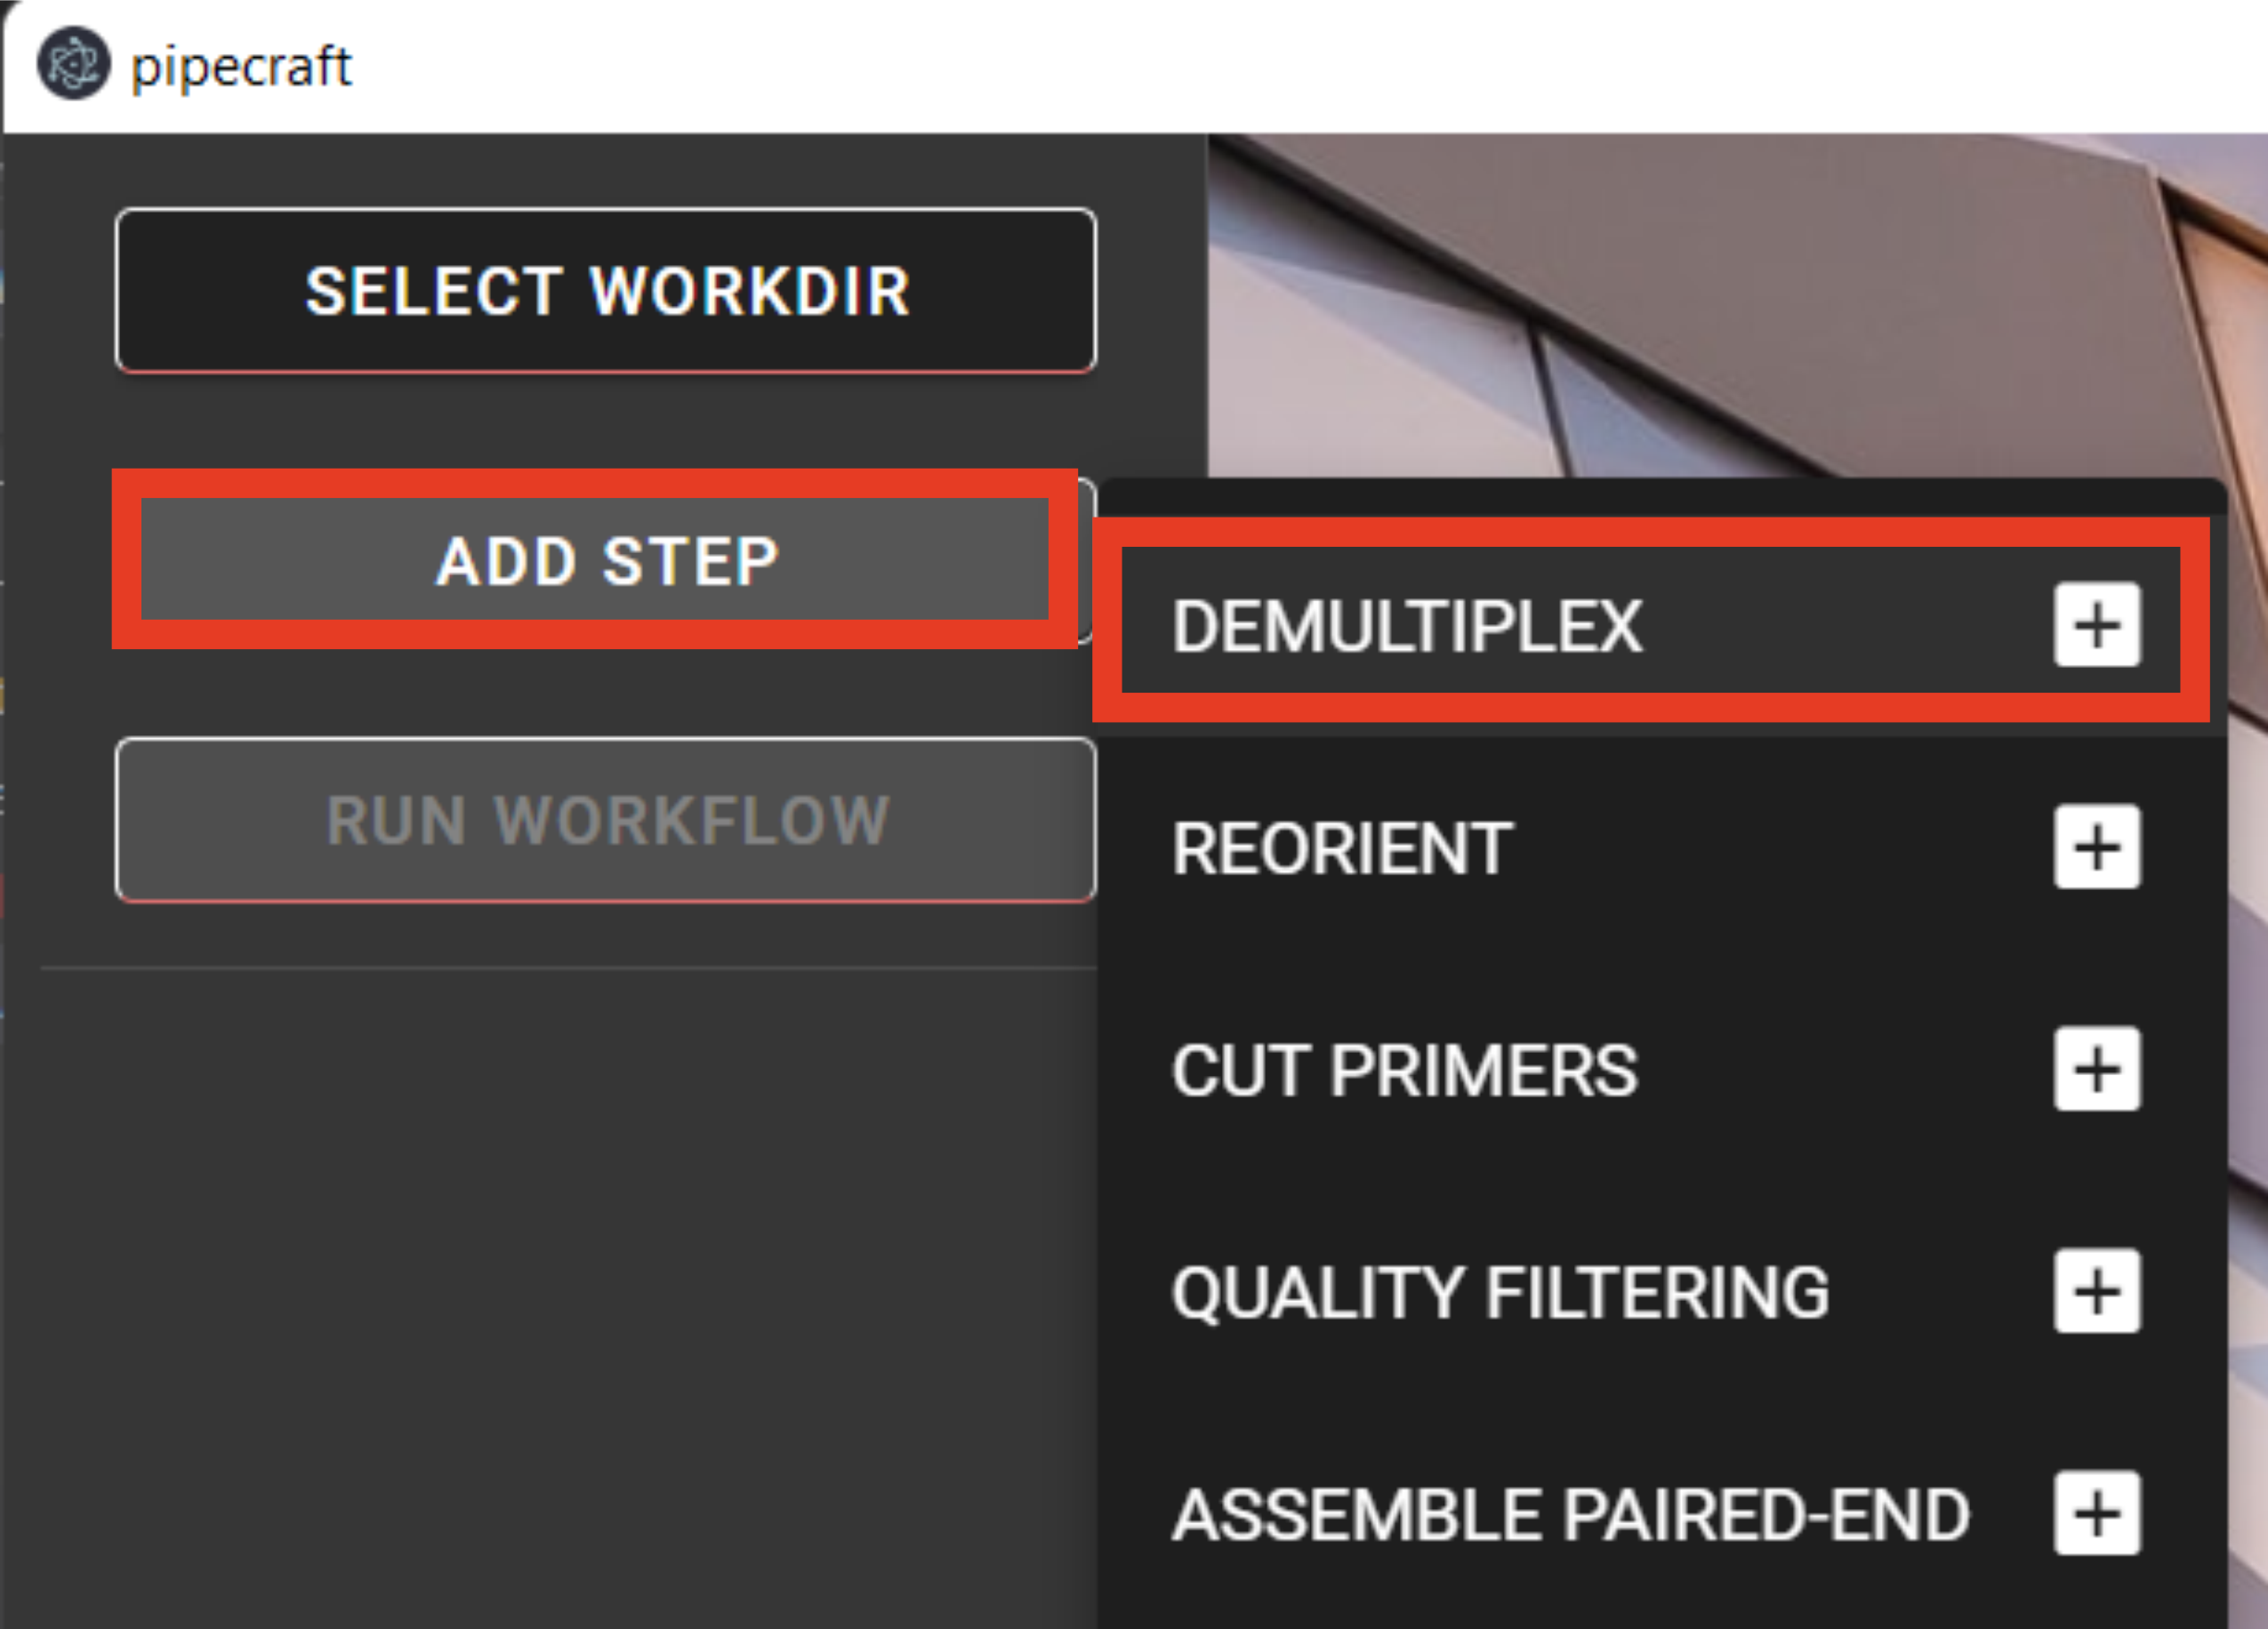 pipecraft
SELECT WORKDIR
ADD STEP
RUN WORKFLOW
DEMULTIPLEX
REORIENT
CUT PRIMERS
QUALITY FILTERING
ASSEMBLE PAIRED-END